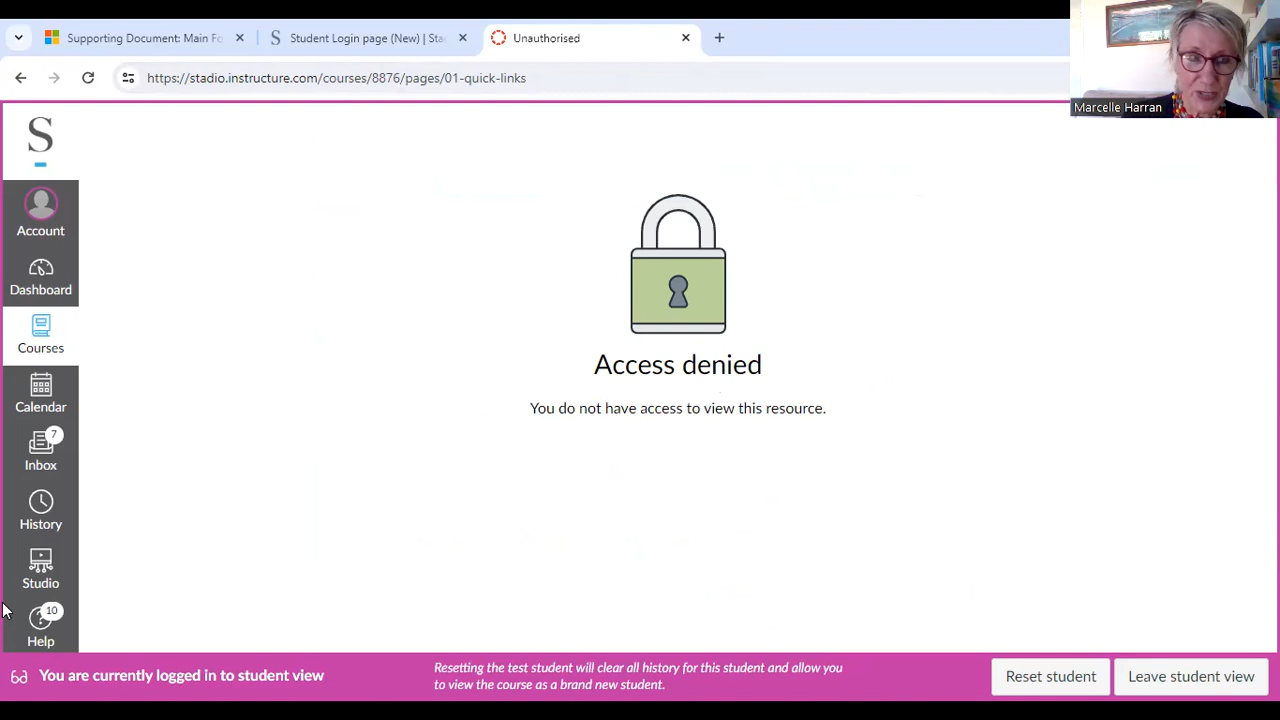 Supporting Document: Main Fo
Student Login page (New) | Sta
Unauthorised
https://stadio.instructure.com/courses/8876/pages/01-quick-links
Marcelle Harran
S
Account
Dashboard
Courses
Calendar
7
Inbox
History
Studio
10
Help
Access denied
You do not have access to view this resource.
You are currently logged in to student view
Resetting the test student will clear all history for this student and allow you
to view the course as a brand new student.
Reset student
Leave student view